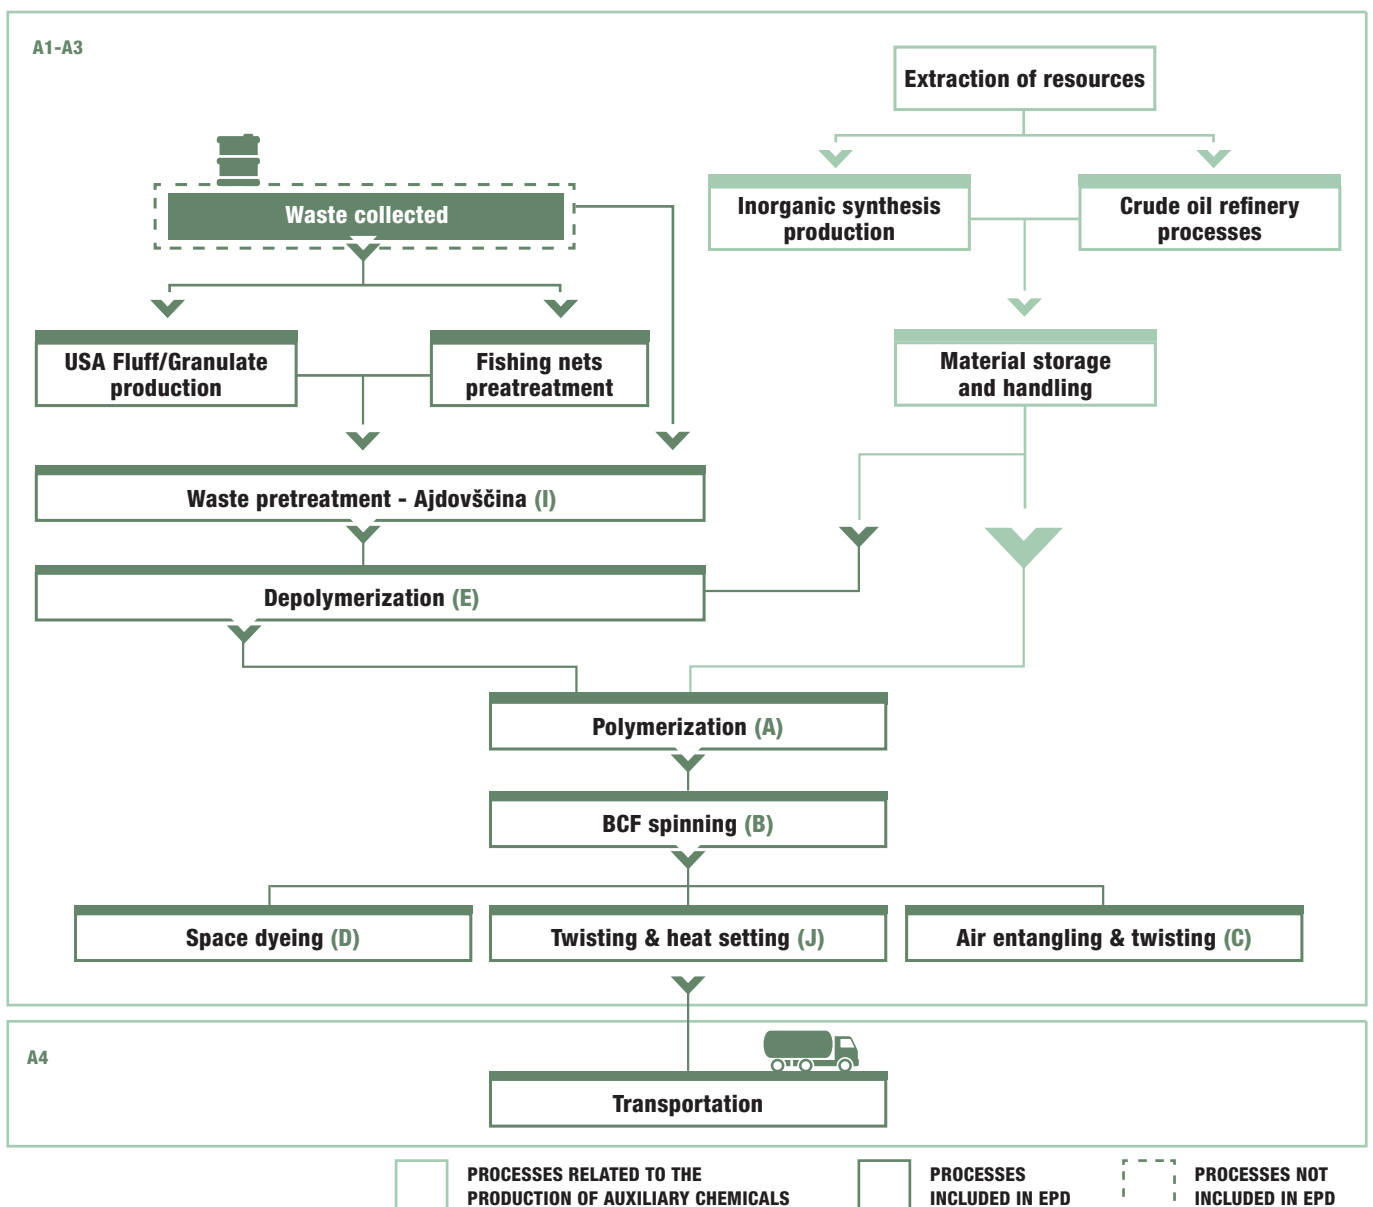 A1-A3
Extraction of resources
Waste collected
Inorganic synthesis
production
Crude oil refinery
processes
USA Fluff/Granulate
production
Fishing nets
preatreatment
Material storage
and handling
Waste pretreatment - Ajdovščina (I)
Depolymerization (E)
Polymerization (A)
BCF spinning (B)
Space dyeing (D)
Twisting & heat setting (J)
Air entangling & twisting (C)
A4
Transportation
PROCESSES RELATED TO THE
PRODUCTION OF AUXILIARY CHEMICALS
PROCESSES
INCLUDED IN EPD
PROCESSES NOT
INCLUDED IN EPD